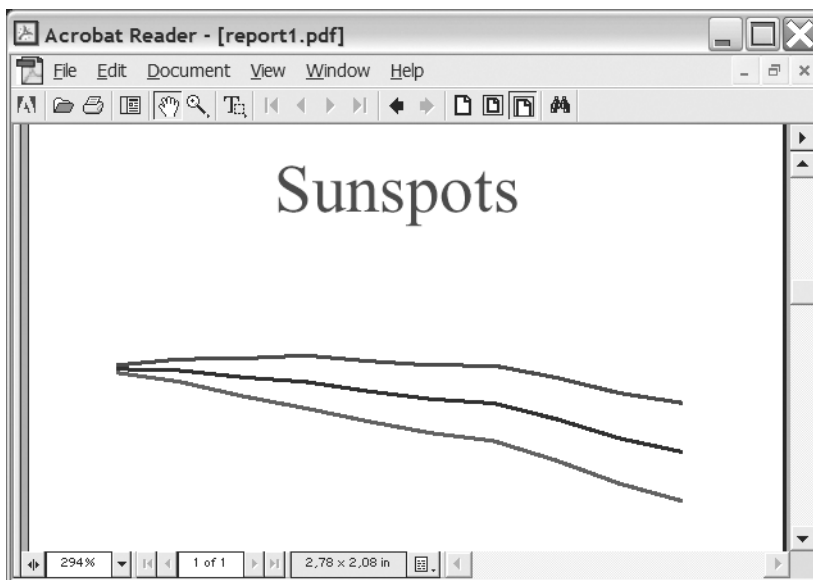 Acrobat Reader - [report1.pdf]
File Edit Document View Window Help
Sunspots
294%
1 of 1
2,78 × 2,08 in